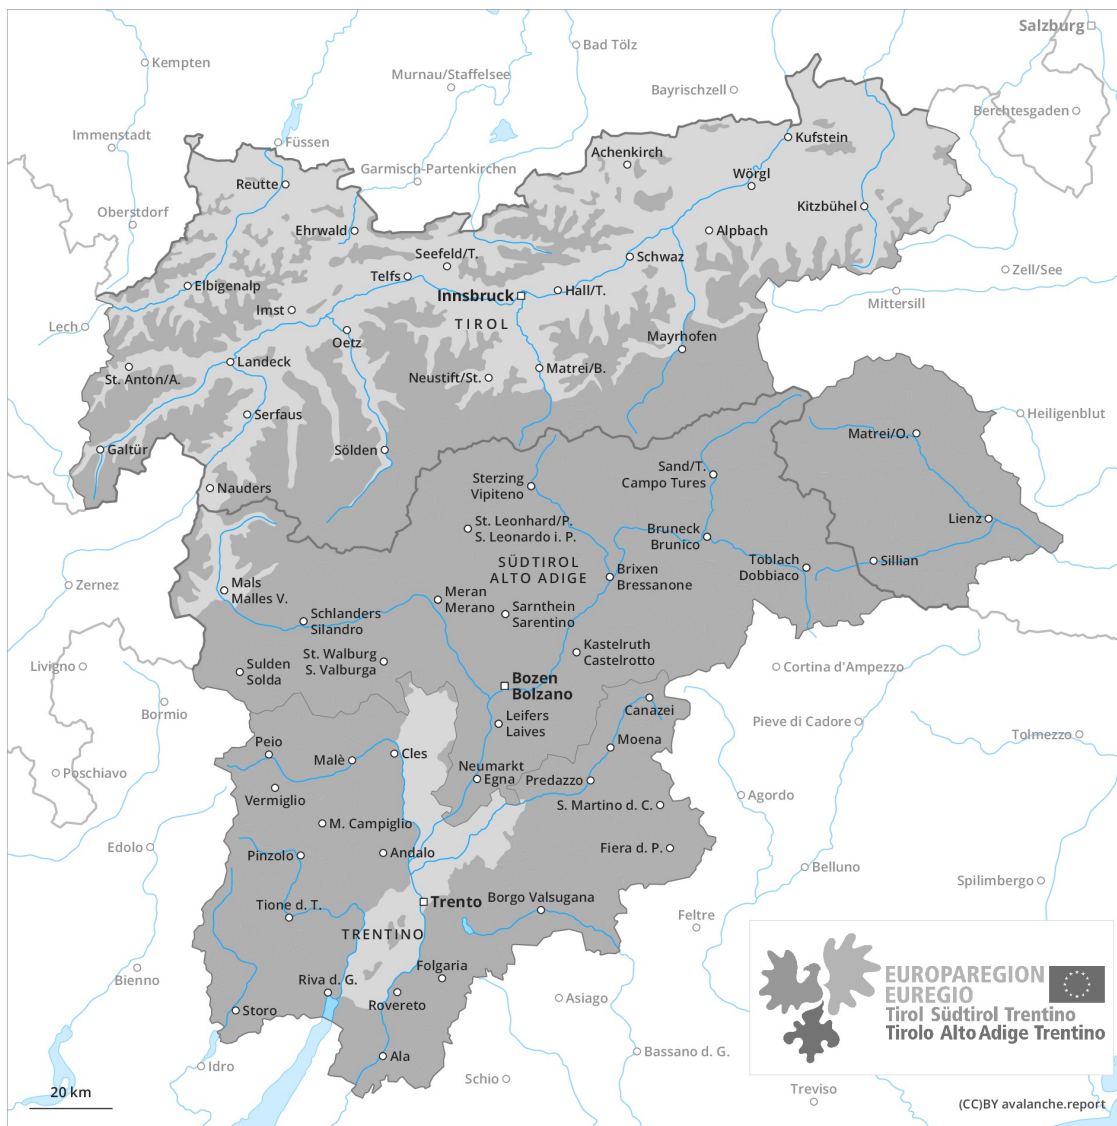 Salzburg
Bad Tölz
Kempten
Murnau/Staffelsee
Bayrischzell
Berchtesgaden
Immenstadt
Füssen
Kufstein
Achenkirch
Garmisch-Partenkirchen
Wörgl
Reutte
Kitzbühel
Oberstdorf
Ehrwald
Alpbach
Seefeld/T.
Schwaz
Zell/See
Telfs
Elbigenalp
Hall/T.
Innsbruck
Mittersill
Imst
TIROL
Lech
Oetz
Mayrhofen
Landeck
Matrei/B.
St. Anton/A.
Neustift/St.
Serfaus
Heiligenblut
Matrei/O.
Galtür
Sölden
Sand/T.
Campo Tures
Sterzing
Vipiteno
Nauders
Lienz
St. Leonhard/P.
S. Leonardo i. P.
Bruneck
Brunico
SÜDTIROL
ALTO ADIGE
Toblach
Dobbiaco
Sillian
Brixen
Bressanone
Zernez
Mals
Malles V.
Meran
Merano
Schlanders
Silandro
Sarnthein
Sarentino
Kastelruth
Castelrotto
St. Walburg
S. Valburga
Livigno
Sulden
Solda
Cortina d'Ampezzo
Bozen
Bolzano
Bormio
Canazei
Leifers
Laives
Pieve di Cadore
Tolmezzo
Peio
Moena
Cles
Malè
Poschiavo
Neumarkt
Egna
Predazzo
Vermiglio
Agordo
S. Martino d. C.
M. Campiglio
Edolo
Andalo
Fiera d. P.
Pinzolo
Belluno
Spilimbergo
Borgo Valsugana
Trento
Tione d. T.
Feltre
TRENTINO
Folgaria
Bienno
Riva d. G.
Rovereto
Asiago
Storo
EUROPAREGION
EUREGIO
Tirol Südtirol Trentino
Tirolo Alto Adige Trentino
Ala
Bassano d. G.
Idro
Schio
Treviso
20 km
(CC)BY avalanche.report